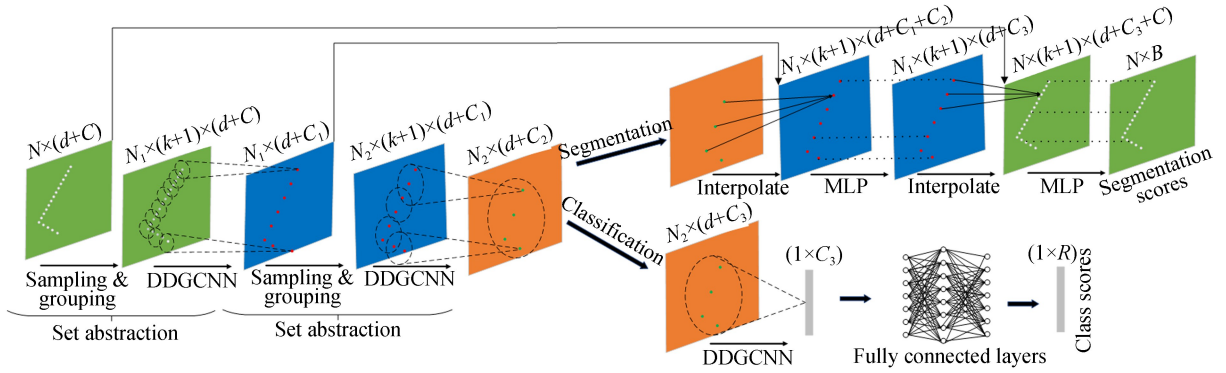 N×(d+C)
N₁×(k+1)×(d+C)
N₁×(d+C₁)
N₂×(k+1)×(d+C₁)
N₂×(d+C₂)
Sampling &
grouping
DDGCNN
Sampling &
grouping
DDGCNN
Set abstraction
Set abstraction
Segmentation
Classification
N₁×(k+1)×(d+C₁+C₂)
N₁×(k+1)×(d+C₃)
N×(k+1)×(d+C₃+C)
N×B
Interpolate
MLP
Interpolate
MLP
Segmentation
scores
N₂×(d+C₃)
DDGCNN
(1×C₃)
Fully connected layers
(1×R)
Class scores